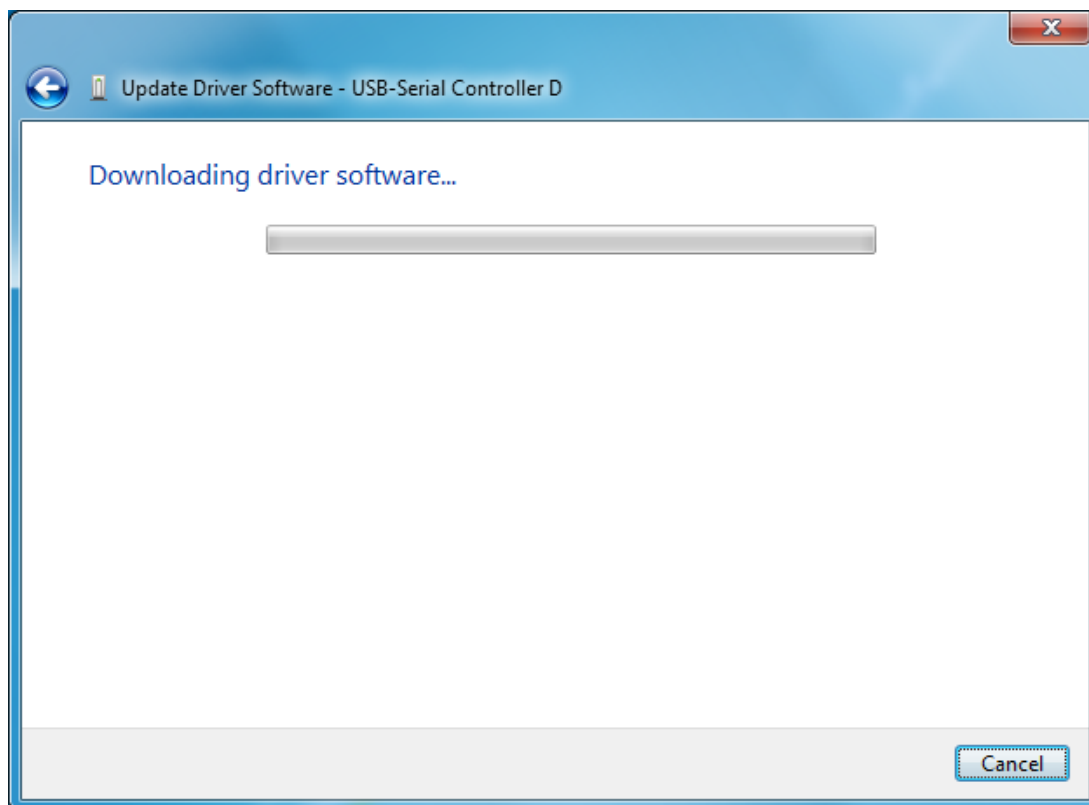 Update Driver Software - USB-Serial Controller D
Downloading driver software...
Cancel